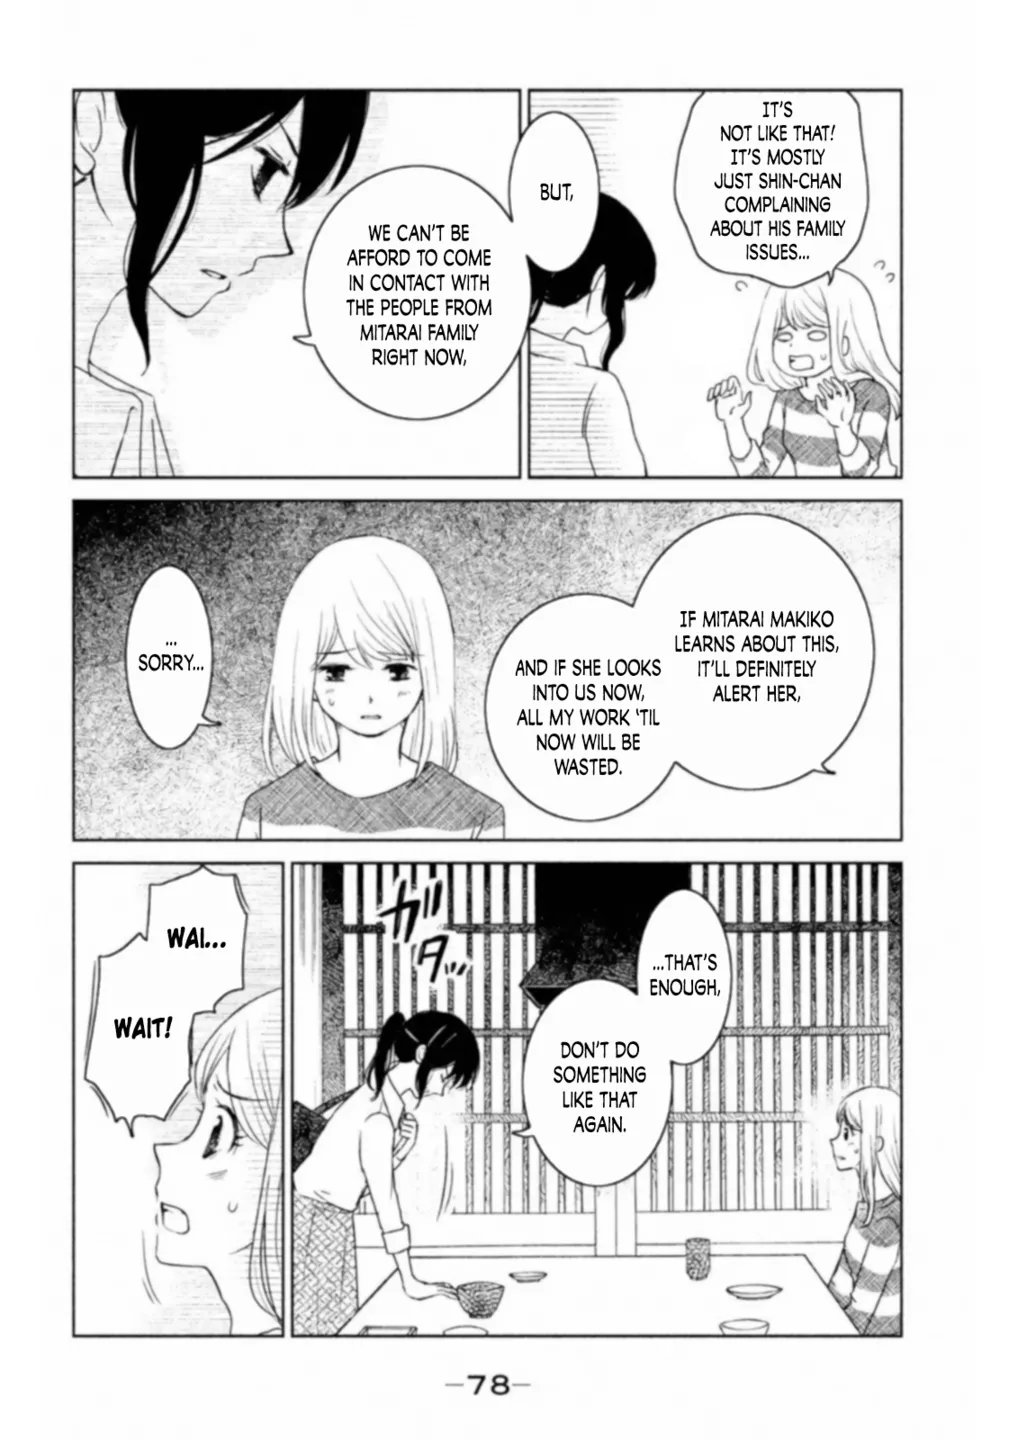 IT'S
NOT LIKE THAT!
IT'S MOSTLY
JUST SHIN-CHAN
COMPLAINING
ABOUT HIS FAMILY
ISSUES...
BUT,
WE CAN'T BE
AFFORD TO COME
IN CONTACT WITH
THE PEOPLE FROM
MITARAI FAMILY
RIGHT NOW,
IF MITARAI MAKIKO
LEARNS ABOUT THIS,
IT'LL DEFINITELY
ALERT HER,
AND IF SHE LOOKS
INTO US NOW,
ALL MY WORK 'TIL
NOW WILL BE
WASTED.
...
SORRY...
...THAT'S
ENOUGH,
DON'T DO
SOMETHING
LIKE THAT
AGAIN.
ガタッ
WAI...
WAIT!
-78-